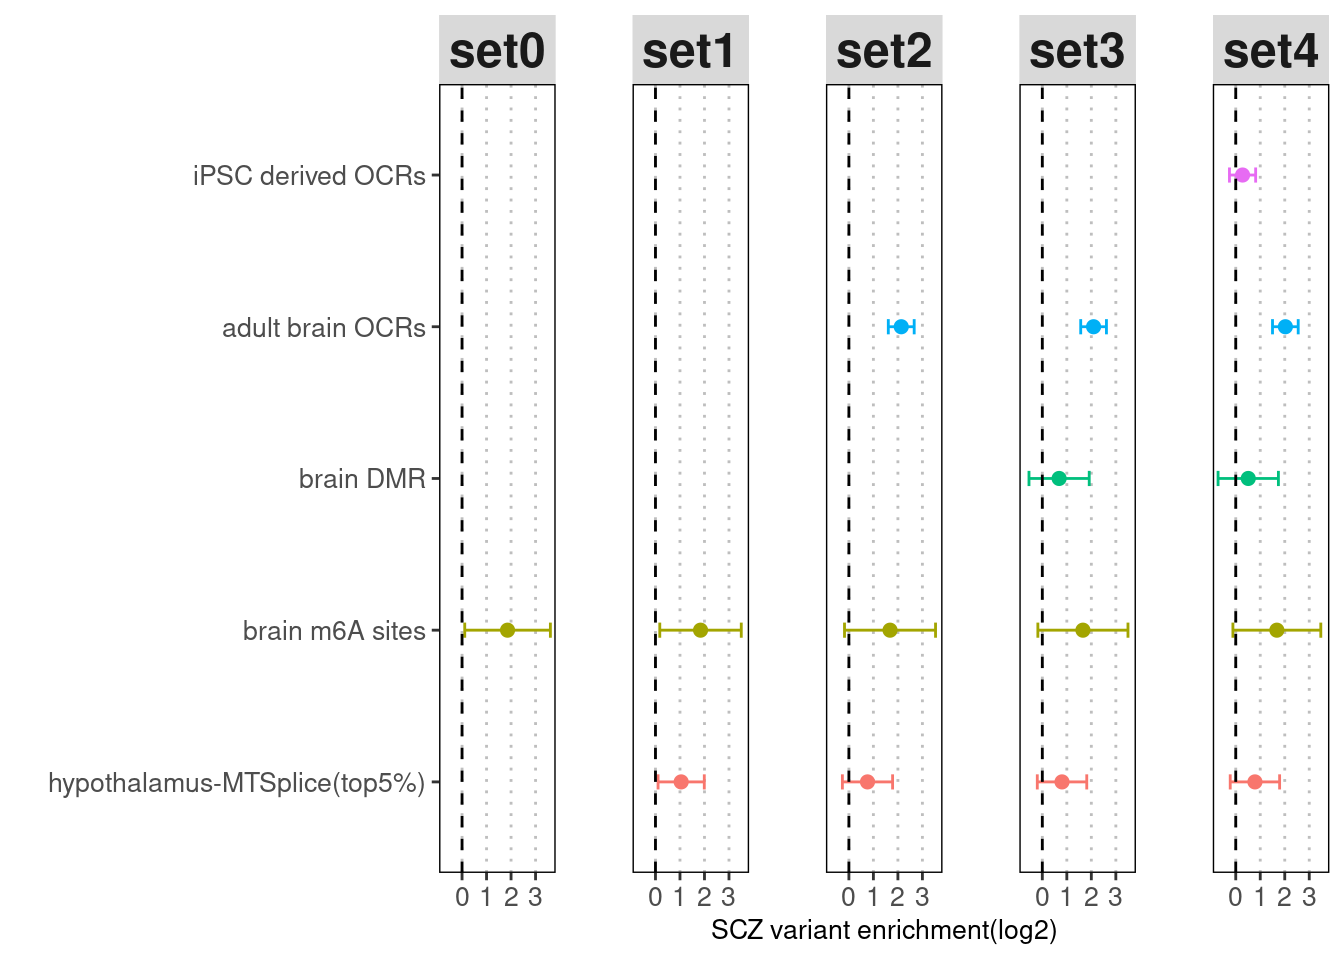 set0 set1 set2 set3 set4
iPSC derived OCRs
adult brain OCRs
brain DMR
brain m6A sites
hypothalamus-MTSplice(top5%)
0 1 2 3 0 1 2 3 0 1 2 3 0 1 2 3 0 1 2 3
SCZ variant enrichment(log2)